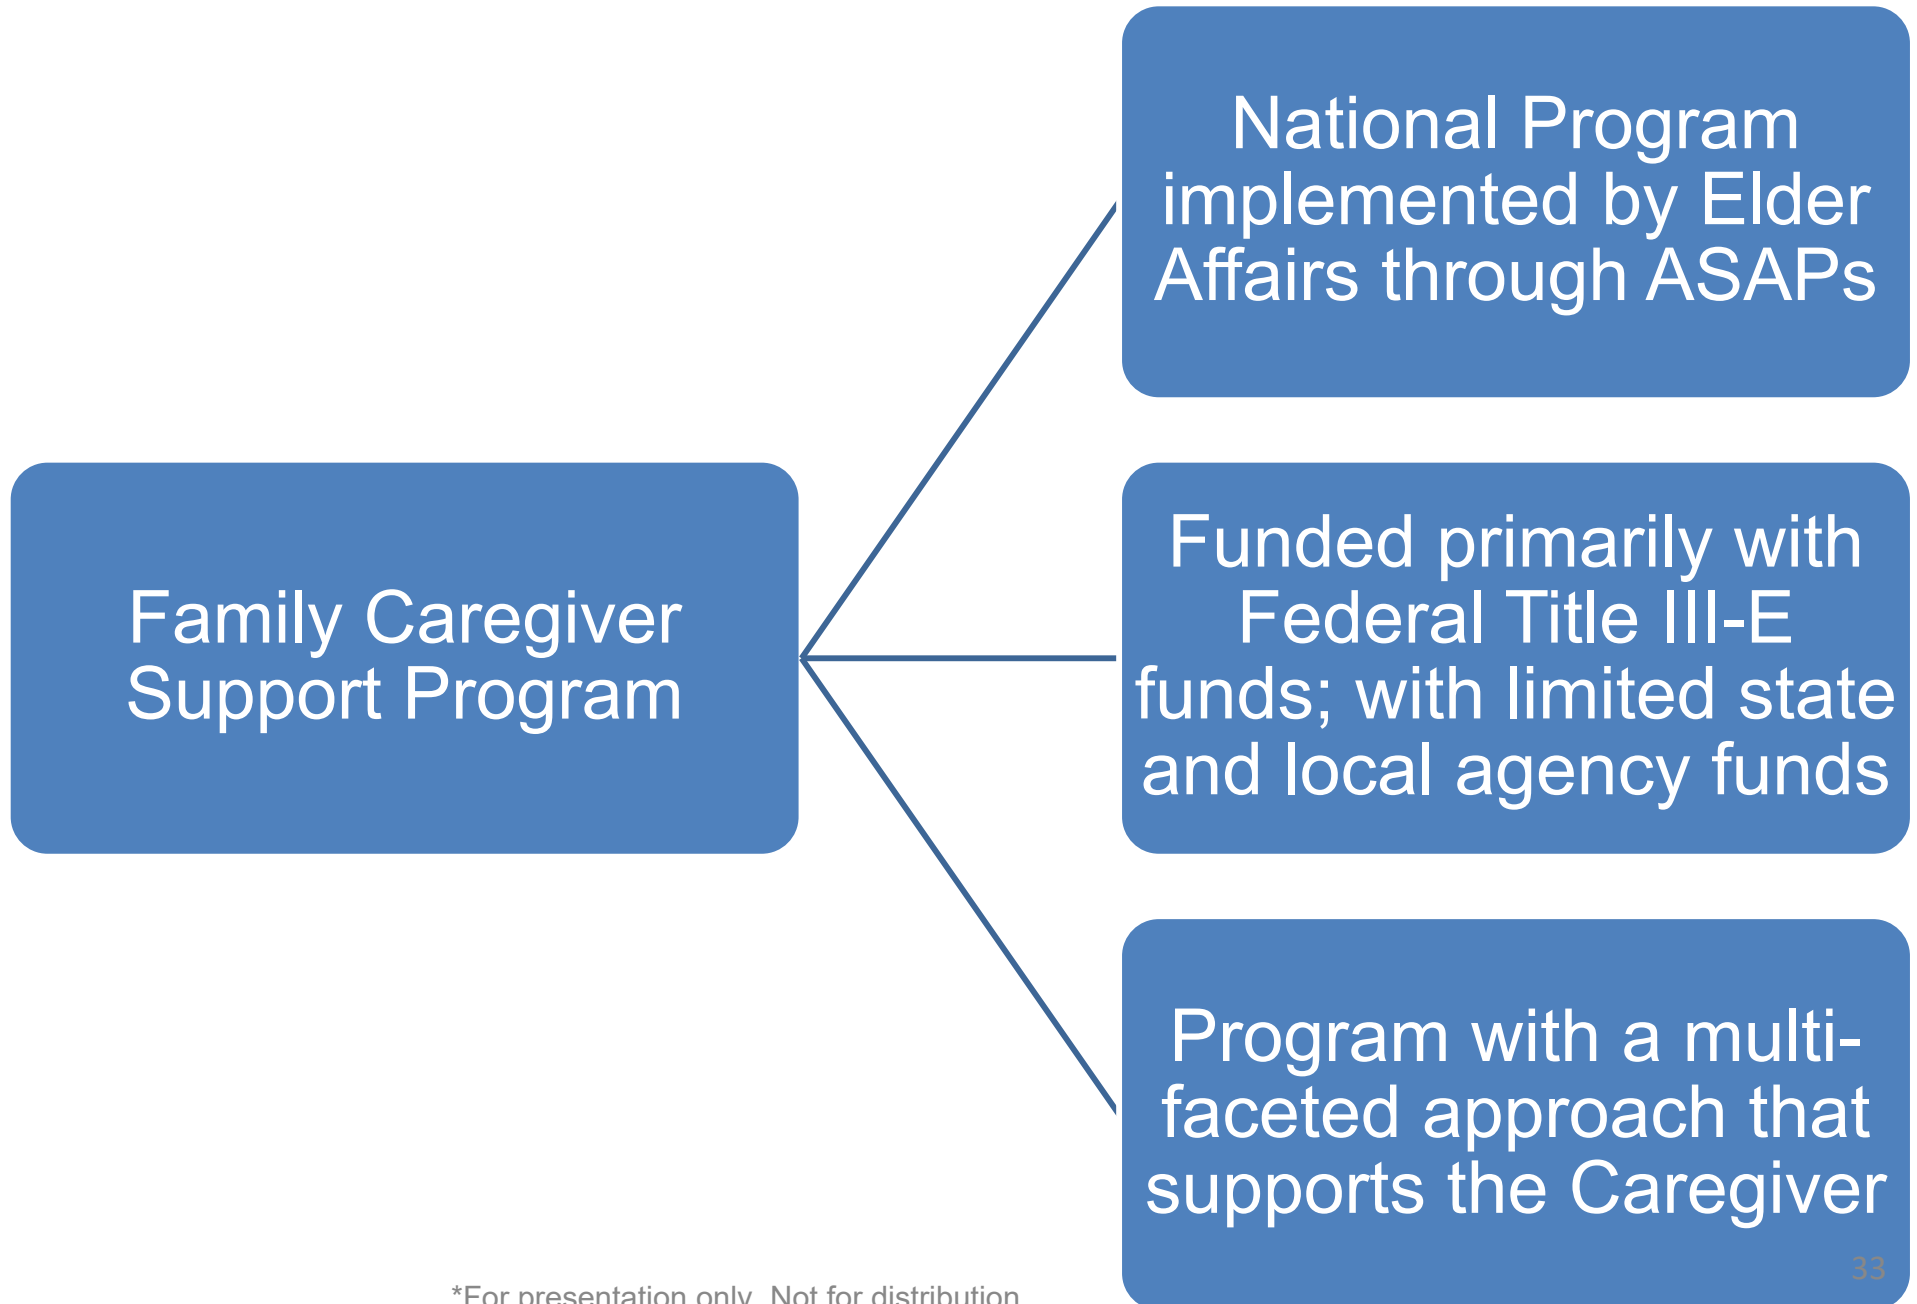 Family Caregiver
Support Program
National Program
implemented by Elder
Affairs through ASAPs
Funded primarily with
Federal Title III-E
funds; with limited state
and local agency funds
Program with a multi-
faceted approach that
supports the Caregiver
33
*For presentation only. Not for distribution